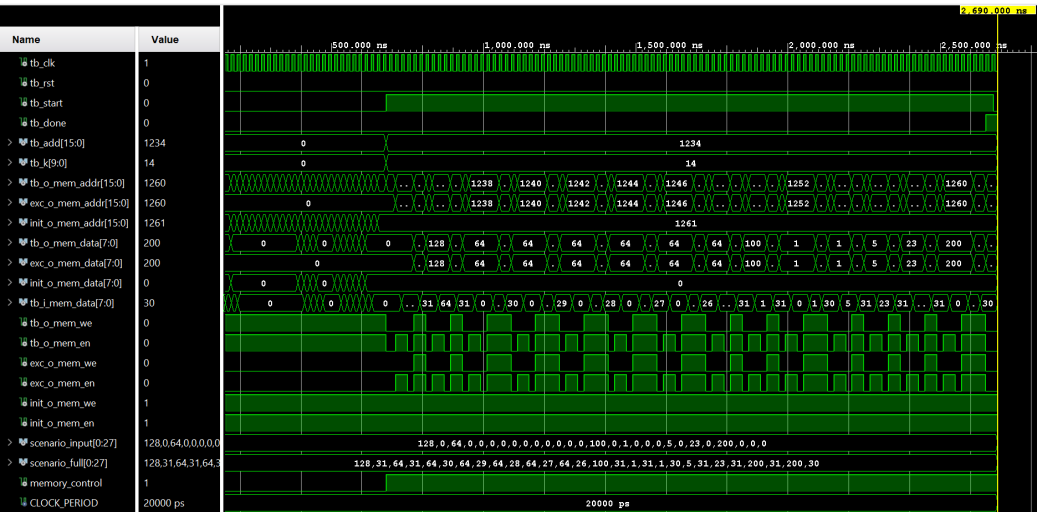 2,690.000 ns
Name Value
500.000 ns 1,000.000 ns 1,500.000 ns 2,000.000 ns 2,500.000 ns
tb_clk 1
tb_rst 0
tb_start 0
tb_done 0
tb_add[15:0] 1234 0 1234
tb_k[9:0] 14 0 14
tb_o_mem_addr[15:0] 1260 .. . .. . 1238 . 1240 . 1242 . 1244 . 1246 . .. . .. . 1252 . .. . .. . 1260 . .
exc_o_mem_addr[15:0] 1260 0 .. . .. . 1238 . 1240 . 1242 . 1244 . 1246 . .. . .. . 1252 . .. . .. . 1260 . .
init_o_mem_addr[15:0] 1261 1261
tb_o_mem_data[7:0] 200 0 0 0 . 128 . 64 . 64 . 64 . 64 . 64 . 64 . 100 . 1 . 1 . 5 . 23 . 200 . .
exc_o_mem_data[7:0] 200 0 . 128 . 64 . 64 . 64 . 64 . 64 . 64 . 100 . 1 . 1 . 5 . 23 . 200 . .
init_o_mem_data[7:0] 0 0 0 0
tb_i_mem_data[7:0] 30 0 0 0 .. 31 64 31 0 . 30 0 . 29 0 . 28 0 . 27 0 . 26 .. 31 1 31 0 1 30 5 31 23 31 .. 31 0 . 30
tb_o_mem_we 0
tb_o_mem_en 0
exc_o_mem_we 0
exc_o_mem_en 0
init_o_mem_we 1
init_o_mem_en 1
scenario_input[0:27] 128,0,64,0,0,0,0,0 128,0,64,0,0,0,0,0,0,0,0,0,0,0,100,0,1,0,0,0,5,0,23,0,200,0,0,0
scenario_full[0:27] 128,31,64,31,64,3 128,31,64,31,64,30,64,29,64,28,64,27,64,26,100,31,1,31,1,30,5,31,23,31,200,31,200,30
memory_control 1
CLOCK_PERIOD 20000 ps 20000 ps